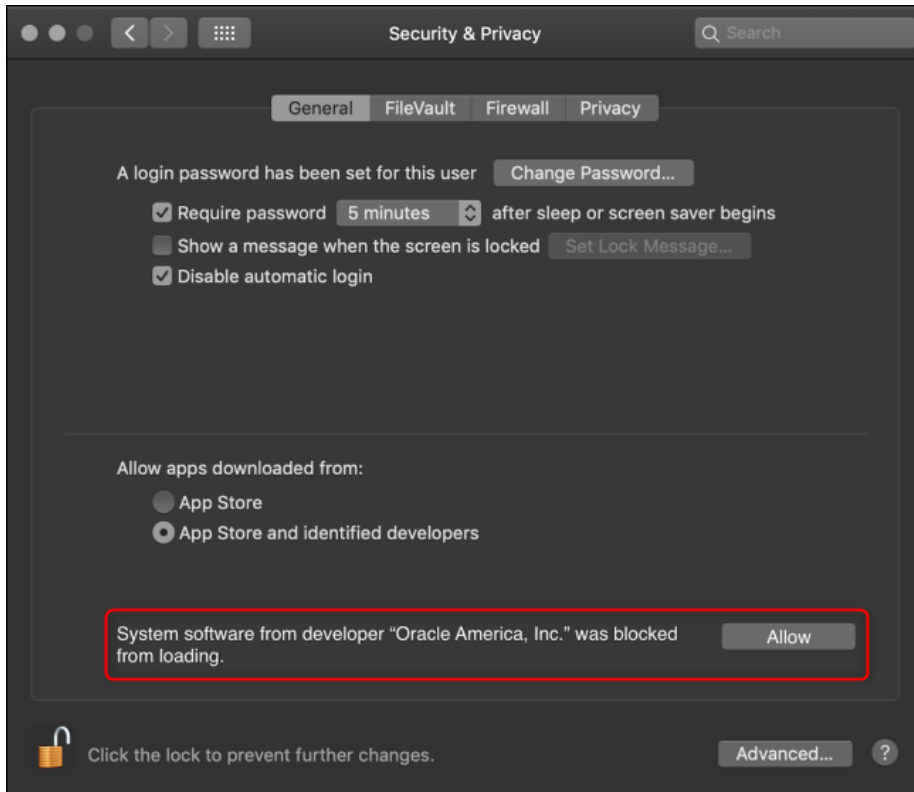 Security & Privacy
Search
General FileVault Firewall Privacy
A login password has been set for this user Change Password...
Require password 5 minutes after sleep or screen saver begins
Show a message when the screen is locked Set Lock Message...
Disable automatic login
Allow apps downloaded from:
App Store
App Store and identified developers
System software from developer “Oracle America, Inc.” was blocked Allow
from loading.
Click the lock to prevent further changes. Advanced... ?